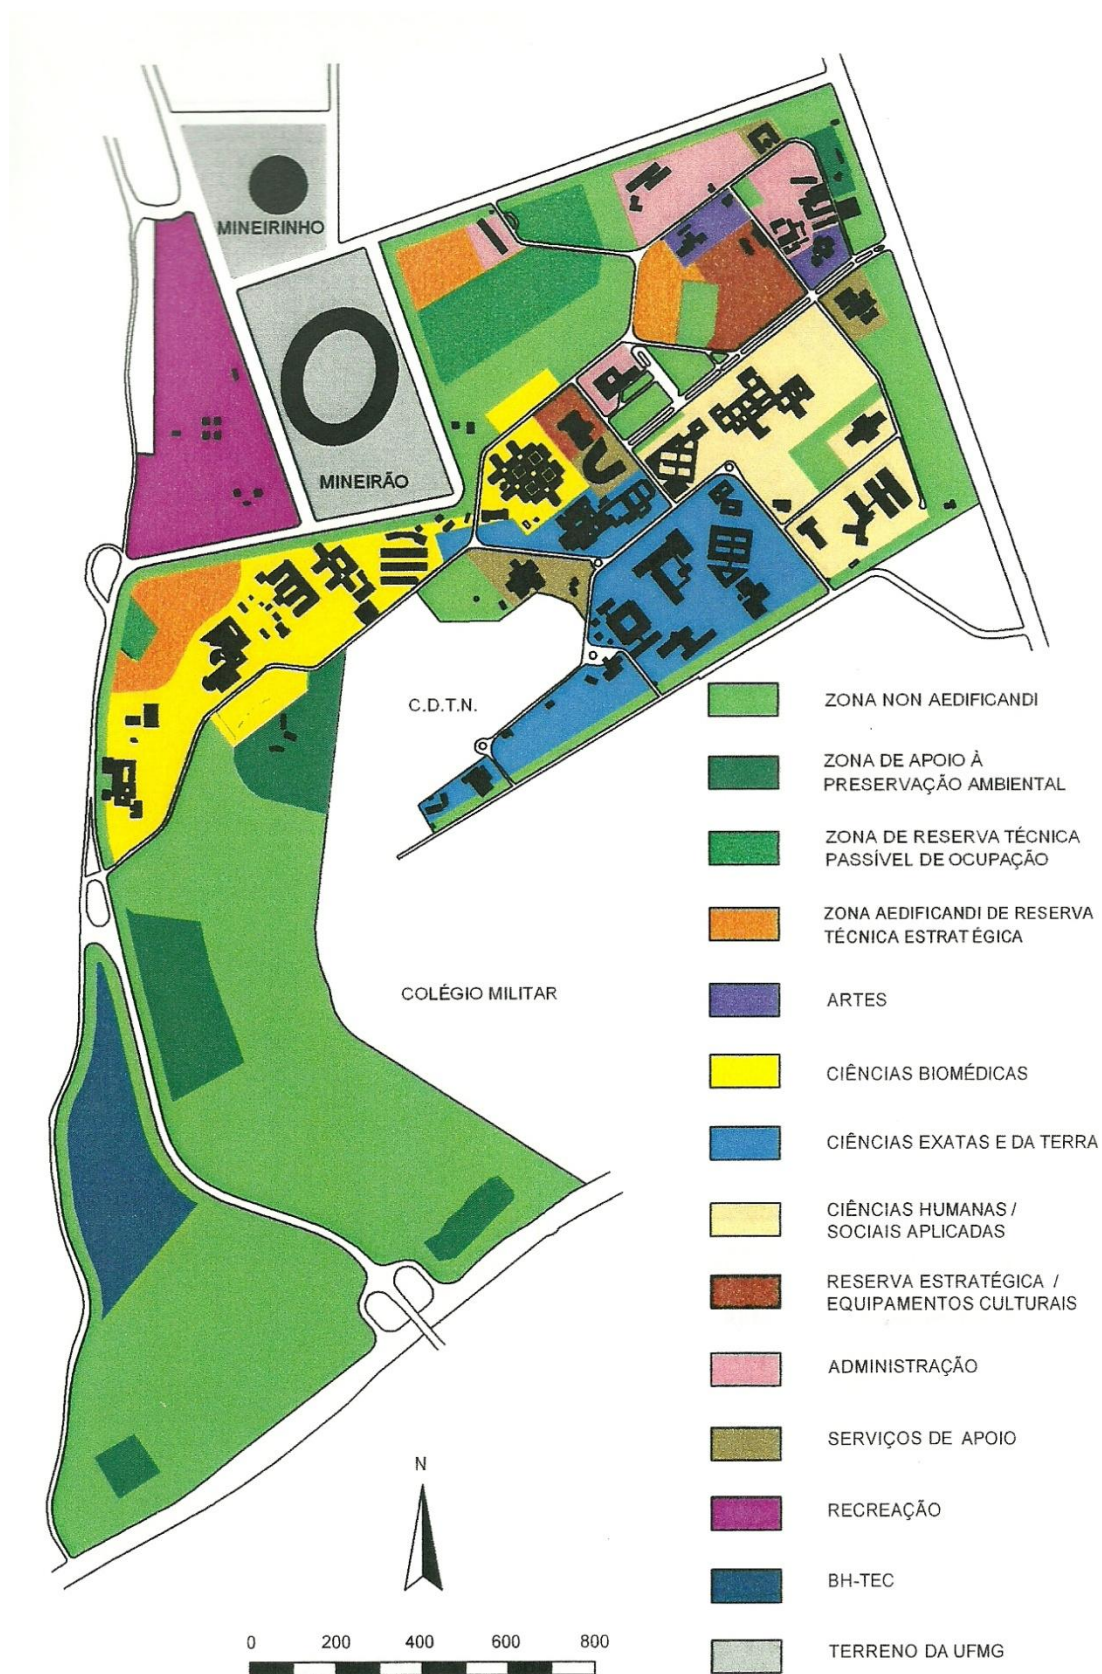 MINEIRINHO
MINEIRÃO
C.D.T.N.
COLÉGIO MILITAR
ZONA NON AEDIFICANDI
ZONA DE APOIO À
PRESERVAÇÃO AMBIENTAL
ZONA DE RESERVA TÉCNICA
PASSÍVEL DE OCUPAÇÃO
ZONA AEDIFICANDI DE RESERVA
TÉCNICA ESTRATÉGICA
ARTES
CIÊNCIAS BIOMÉDICAS
CIÊNCIAS EXATAS E DA TERRA
CIÊNCIAS HUMANAS /
SOCIAIS APLICADAS
RESERVA ESTRATÉGICA /
EQUIPAMENTOS CULTURAIS
ADMINISTRAÇÃO
SERVIÇOS DE APOIO
RECREAÇÃO
BH-TEC
TERRENO DA UFMG
N
0 200 400 600 800